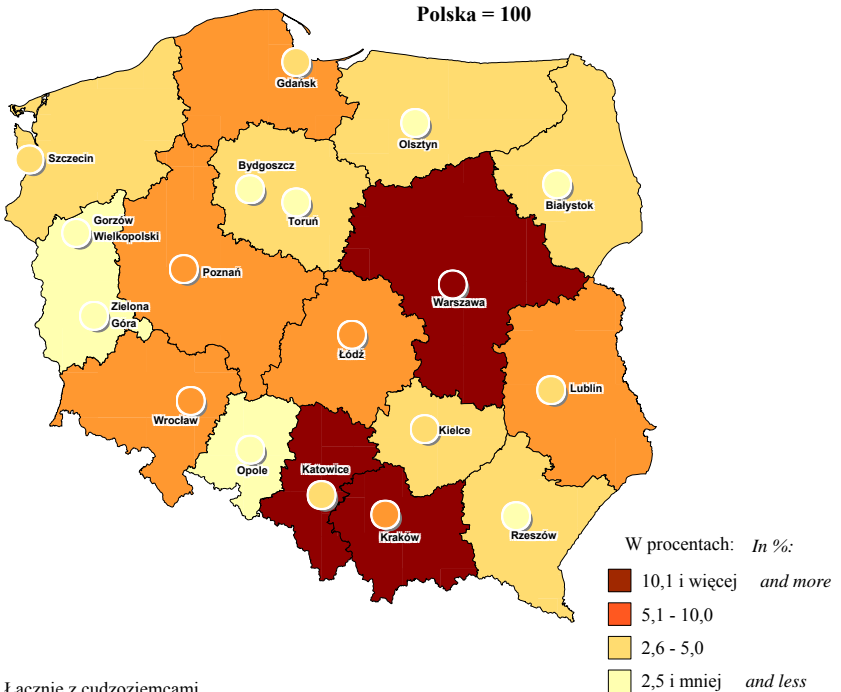 Polska = 100
Gdańsk
Olsztyn
Szczecin
Bydgoszcz
Toruń
Białystok
Gorzów
Wielkopolski
Poznań
Warszawa
Zielona
Góra
Łódź
Lublin
Wrocław
Kielce
Opole
Katowice
Kraków
Rzeszów
W procentach: In %:
10,1 i więcej and more
5,1 - 10,0
2,6 - 5,0
2,5 i mniej and less
Łącznie z cudzoziemcami